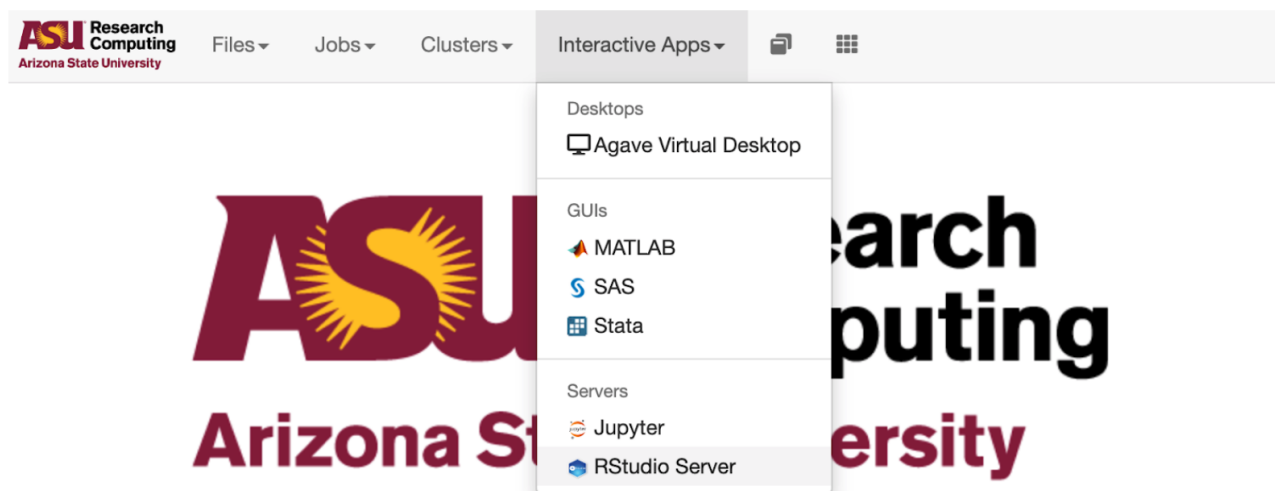 ASU Research Computing
Arizona State University
Files
Jobs
Clusters
Interactive Apps
Desktops
Agave Virtual Desktop
GUIs
MATLAB
SAS
Stata
Servers
Jupyter
RStudio Server
ASU
earch
puting
Arizona St
ersity